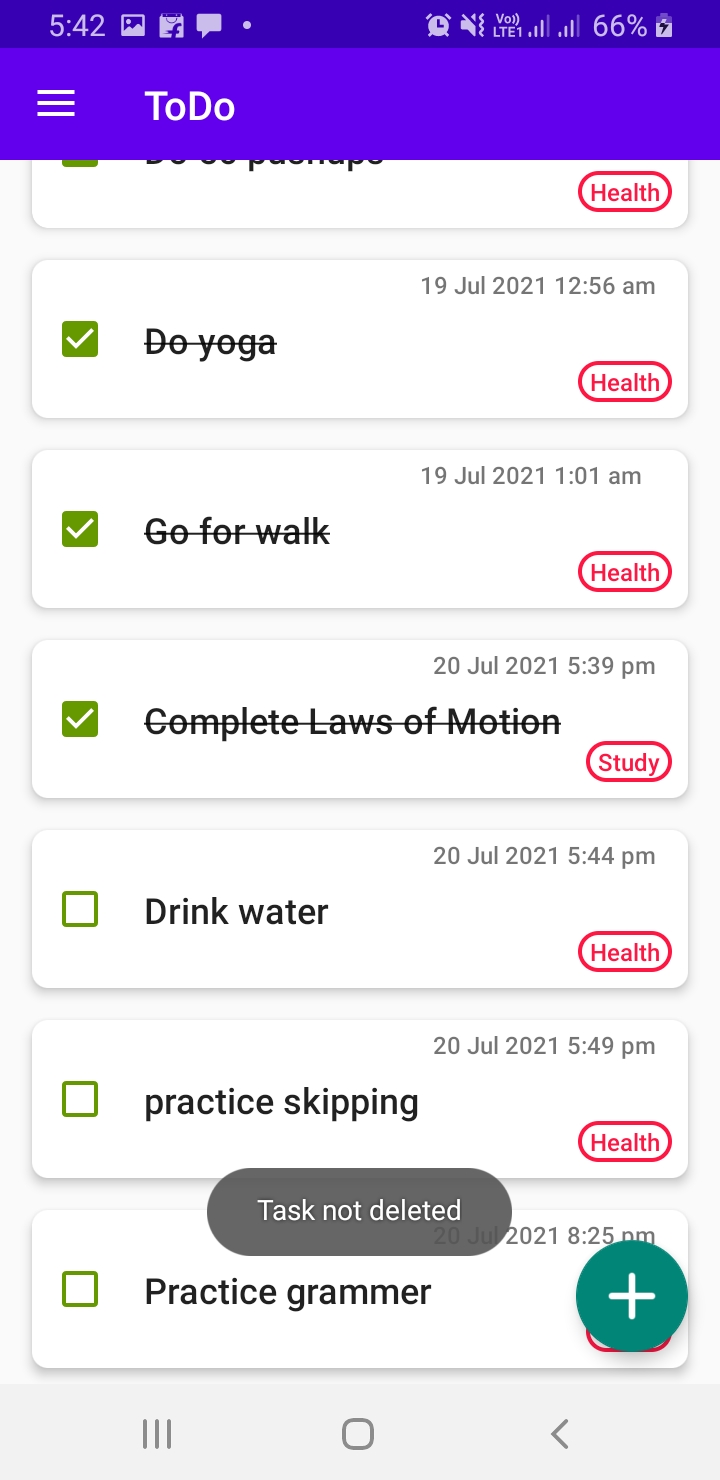 5:42 Vo)) LTE1 66%
ToDo
Health
19 Jul 2021 12:56 am
Do yoga
Health
19 Jul 2021 1:01 am
Go for walk
Health
20 Jul 2021 5:39 pm
Complete Laws of Motion
Study
20 Jul 2021 5:44 pm
Drink water
Health
20 Jul 2021 5:49 pm
practice skipping
Health
Task not deleted
20 Jul 2021 8:25 pm
Practice grammer